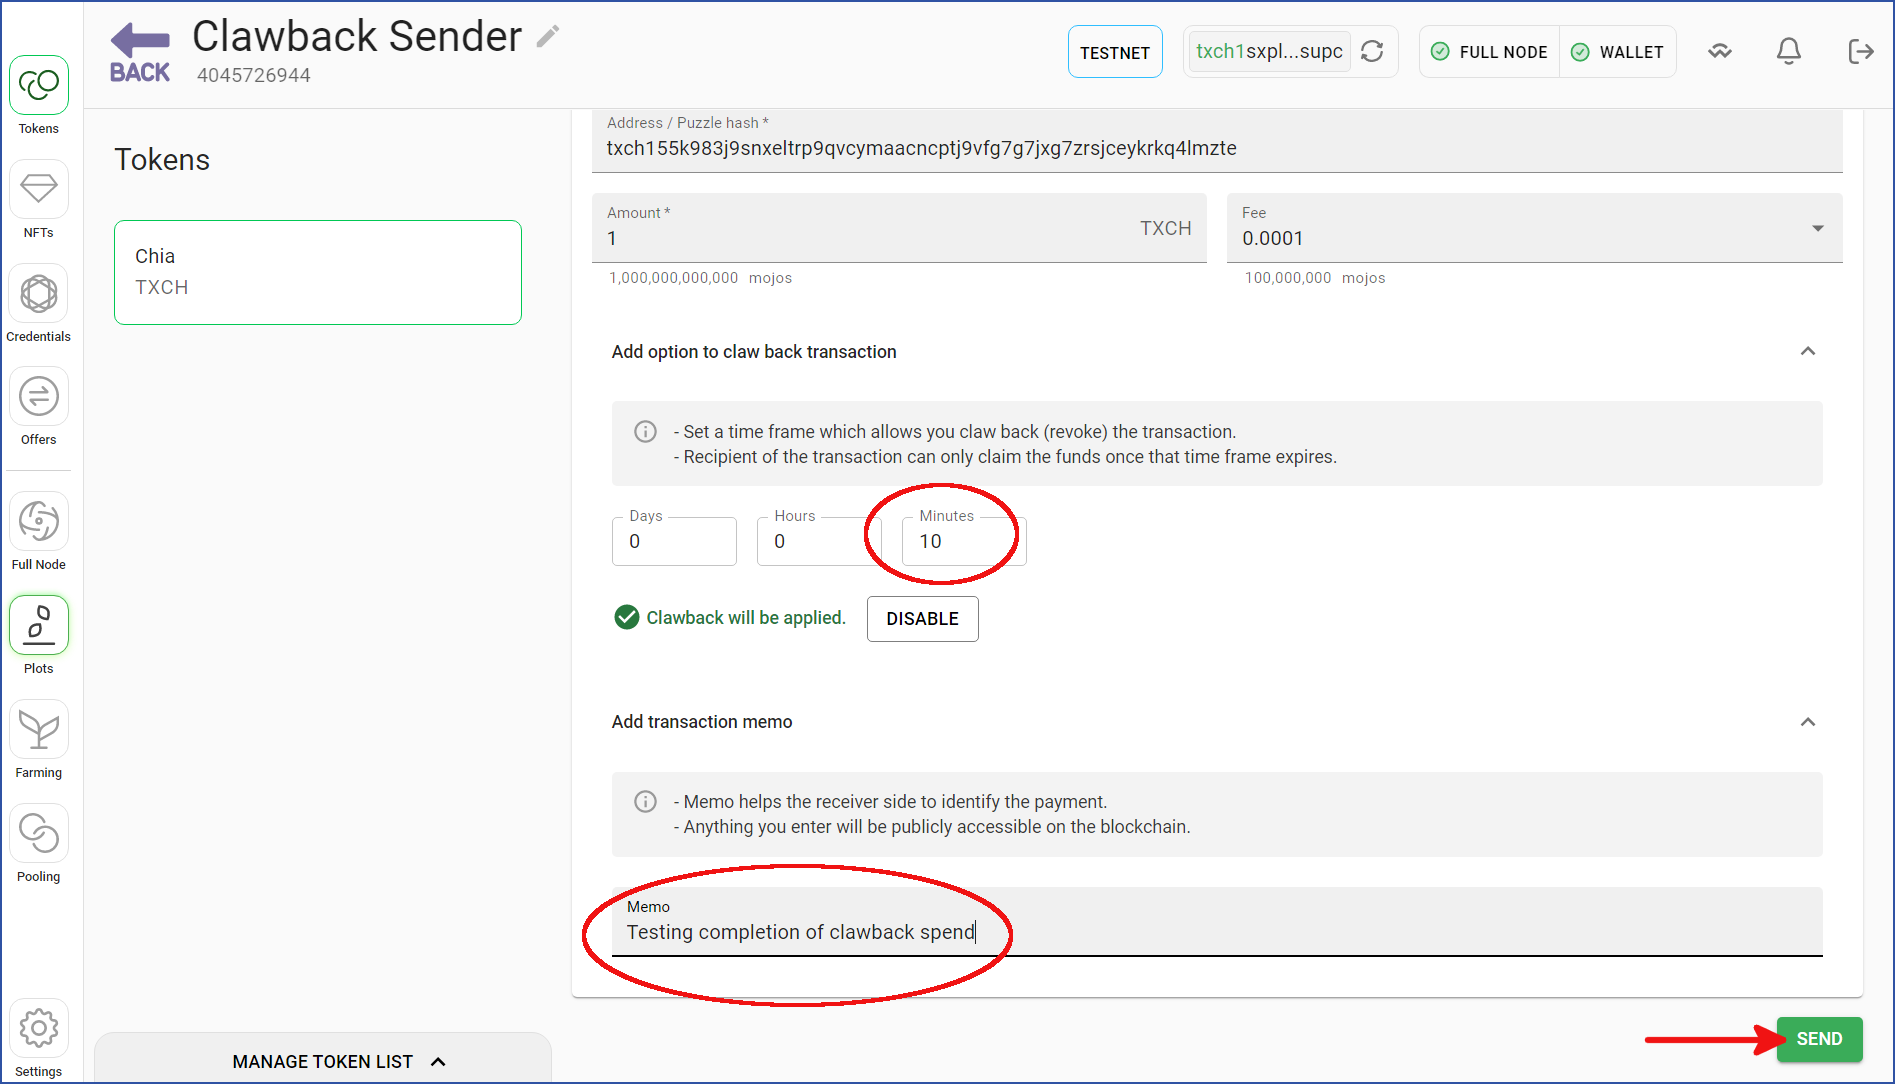 BACK
Clawback Sender
4045726944
TESTNET
txch1sxpl...supc
FULL NODE
WALLET
Tokens
NFTs
Credentials
Offers
Full Node
Plots
Farming
Pooling
Settings
Tokens
Chia
TXCH
MANAGE TOKEN LIST
Address / Puzzle hash *
txch155k983j9snxeltrp9qvcymaacncptj9vfg7g7jxg7zrsjceykrkq4lmzte
Amount *
1 TXCH
1,000,000,000,000 mojos
Fee
0.0001
100,000,000 mojos
Add option to claw back transaction
- Set a time frame which allows you claw back (revoke) the transaction.
- Recipient of the transaction can only claim the funds once that time frame expires.
Days
0
Hours
0
Minutes
10
Clawback will be applied.
DISABLE
Add transaction memo
- Memo helps the receiver side to identify the payment.
- Anything you enter will be publicly accessible on the blockchain.
Memo
Testing completion of clawback spend
SEND